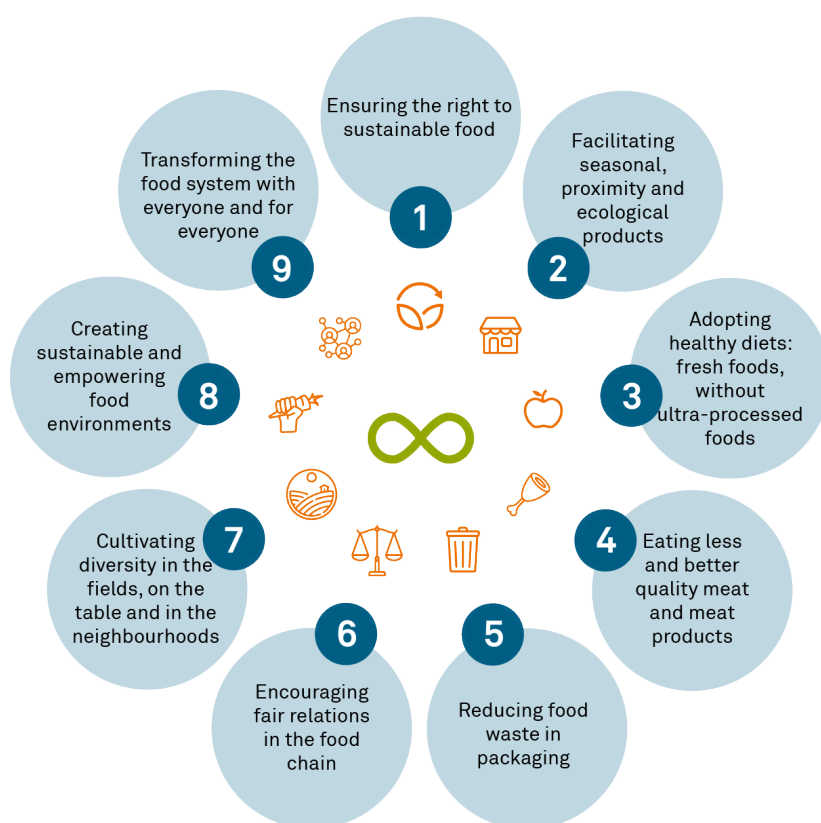 Ensuring the right to
sustainable food
1
Facilitating
seasonal,
proximity and
ecological
products
2
Adopting
healthy diets:
fresh foods,
without
ultra-processed
foods
3
Eating less
and better
quality meat
and meat
products
4
Reducing food
waste in
packaging
5
Encouraging
fair relations
in the food
chain
6
Cultivating
diversity in the
fields, on the
table and in the
neighbourhoods
7
Creating
sustainable and
empowering
food
environments
8
Transforming the
food system with
everyone and for
everyone
9